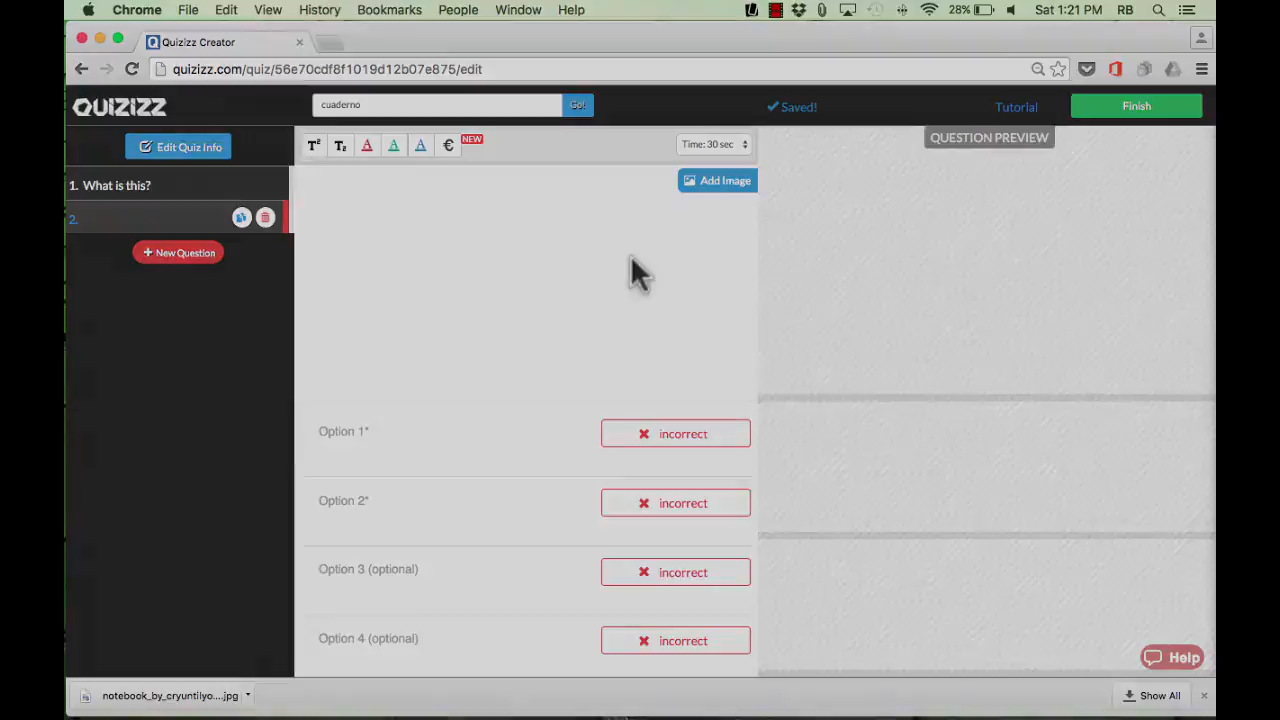 Chrome File Edit View History Bookmarks People Window Help 28% Sat 1:21 PM RB
Quizizz Creator
quizizz.com/quiz/56e70cdf8f1019d12b07e875/edit
QUIZIZZ cuaderno Go! Saved! Tutorial Finish
Edit Quiz Info T² T₂ A A A € NEW Time: 30 sec QUESTION PREVIEW
1. What is this? Add Image
2.
New Question
Option 1* incorrect
Option 2* incorrect
Option 3 (optional) incorrect
Option 4 (optional) incorrect
Help
notebook_by_cryuntilyo....jpg Show All